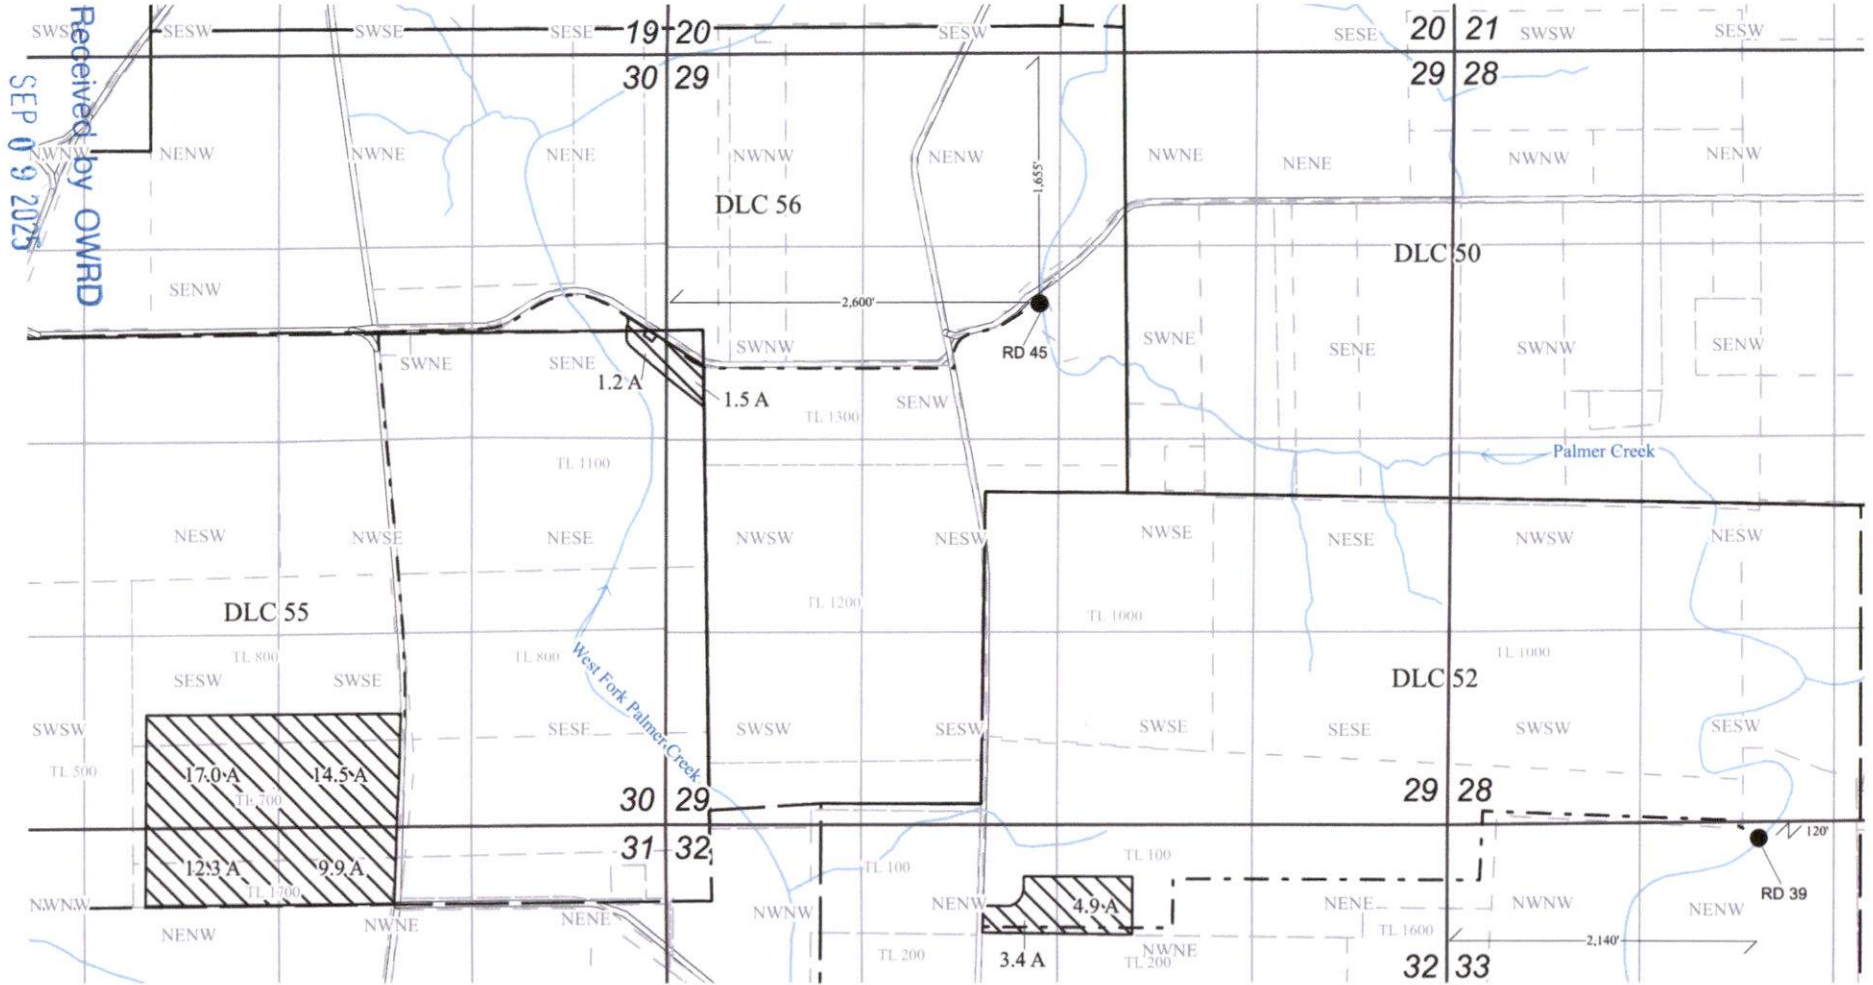 Received by OWRD
SEP 09 2025
SWSW SESW SWSE SESE 19 20 SESW SESE 20 21 SWSW SESW
30 29 29 28
NWNW NENW NWNE NENE NWNW NENW NWNE NENE NWNW NENW
1,655'
DLC 56
DLC 50
SENW
2,600'
RD 45
SWNE SENE SWNW SWNE SENE SWNW SENW
1.2 A
1.5 A
SENW
TL 1300
TL 1100
Palmer Creek
NESW NWSE NESE NWSW NESW NWSE NESE NWSW NESW
DLC 55
TL 1200
TL 1000
TL 800
TL 800
West Fork Palmer Creek
TL 1000
DLC 52
SESW SWSE
SWSW SESE SWSW SESW SWSE SESE SWSW SESW
TL 500
17.0 A 14.5 A
TL 700
30 29 29 28
31 32
120'
12.3 A 9.9 A
TL 1700
TL 100
TL 100
RD 39
NWNW NENW NWNE NENE NWNW NENW
4.9 A
NENE NWNW NENW
TL 1600
3.4 A
TL 200
NWNE
TL 200
2,140'
32 33